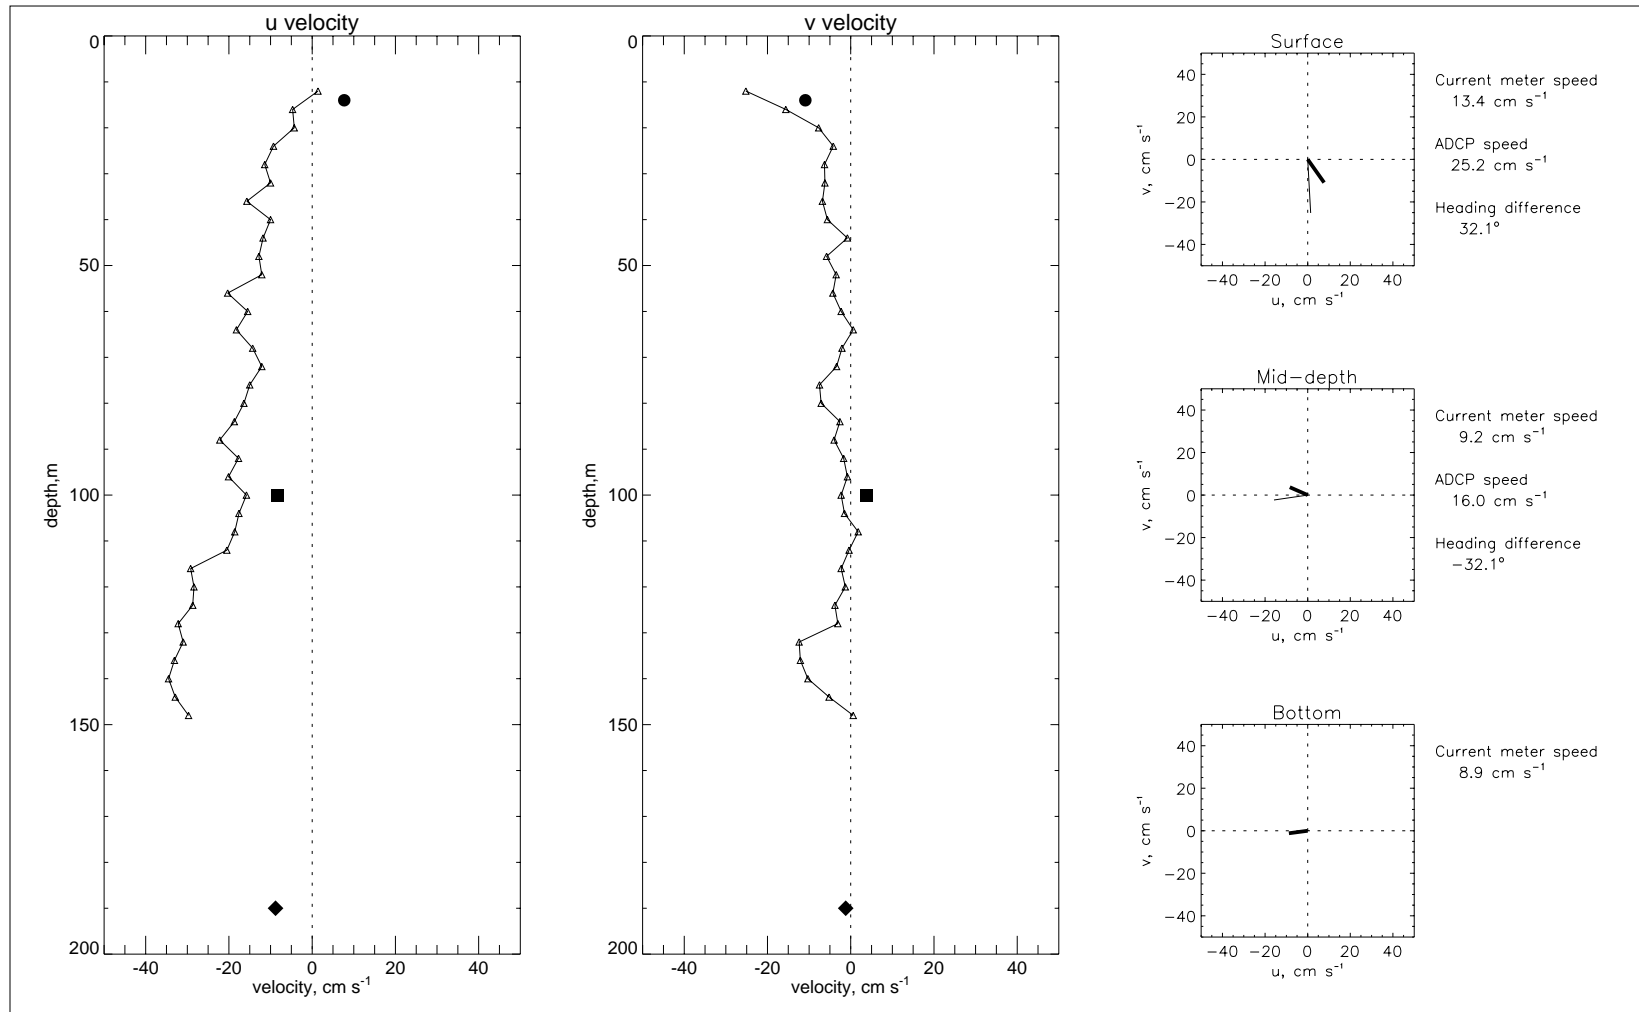 u velocity
0
50
100
150
200
depth,m
-40 -20 0 20 40
velocity, cm s⁻¹
v velocity
0
50
100
150
200
depth,m
-40 -20 0 20 40
velocity, cm s⁻¹
Surface
40
20
0
−20
−40
v, cm s⁻¹
−40 −20 0 20 40
u, cm s⁻¹
Current meter speed
13.4 cm s⁻¹
ADCP speed
25.2 cm s⁻¹
Heading difference
32.1°
Mid−depth
40
20
0
−20
−40
v, cm s⁻¹
−40 −20 0 20 40
u, cm s⁻¹
Current meter speed
9.2 cm s⁻¹
ADCP speed
16.0 cm s⁻¹
Heading difference
−32.1°
Bottom
40
20
0
−20
−40
v, cm s⁻¹
−40 −20 0 20 40
u, cm s⁻¹
Current meter speed
8.9 cm s⁻¹